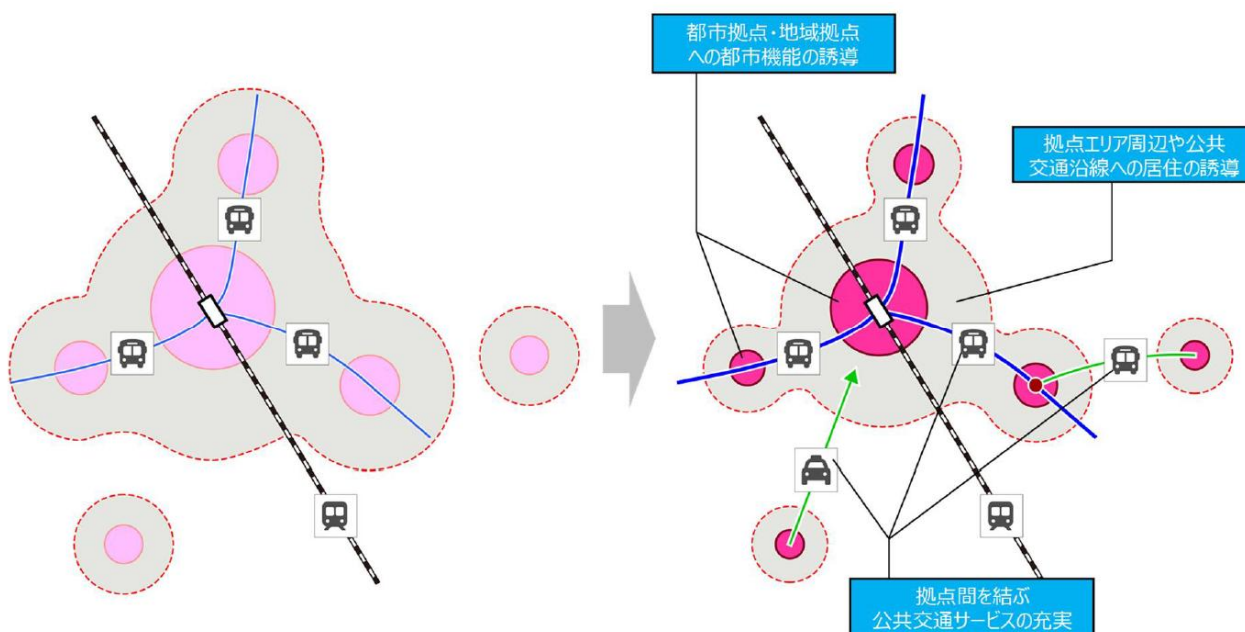 都市拠点・地域拠点
への都市機能の誘導
拠点エリア周辺や公共
交通沿線への居住の誘導
拠点間を結ぶ
公共交通サービスの充実